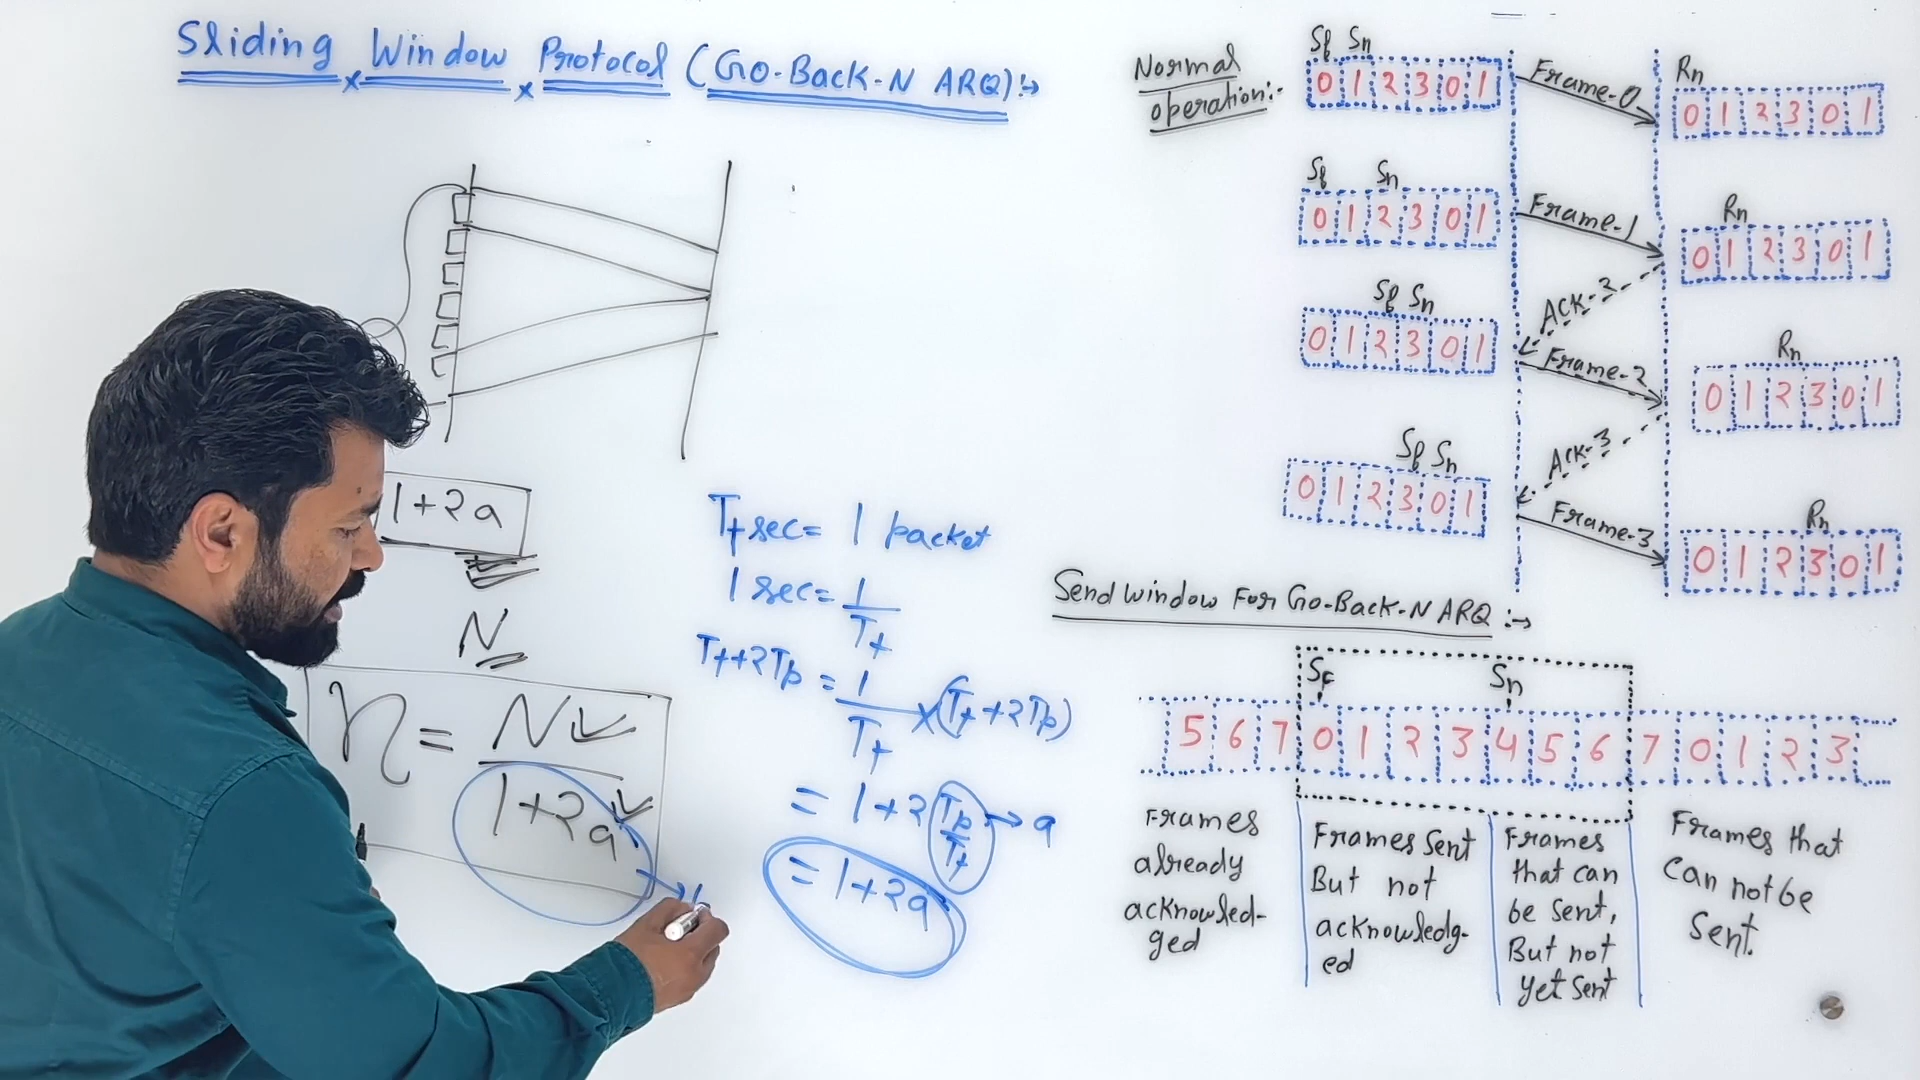 Sliding Window Protocol (Go-Back-N ARQ):→
1+2a
N
η = N / 1+2a
Tt sec = 1 packet
1 sec = 1/Tt
Tt+2Tp = 1/Tt × (Tt+2Tp)
= 1+2 Tp/Tt → a
= 1+2a
Normal operation:-
Sf Sn
0 1 2 3 0 1
Frame-0
Rn
0 1 2 3 0 1
Sf Sn
0 1 2 3 0 1
Frame-1
Rn
0 1 2 3 0 1
ACK-2
Sf Sn
0 1 2 3 0 1
Frame-2
Rn
0 1 2 3 0 1
ACK-3
Sf Sn
0 1 2 3 0 1
Frame-3
Rn
0 1 2 3 0 1
Send window For Go-Back-N ARQ :→
Sf Sn
5 6 7 0 1 2 3 4 5 6 7 0 1 2 3
Frames
already
acknowled-
ged
Frames Sent
But not
acknowledg-
ed
Frames
that can
be sent,
But not
yet sent
Frames that
Can not be
Sent.